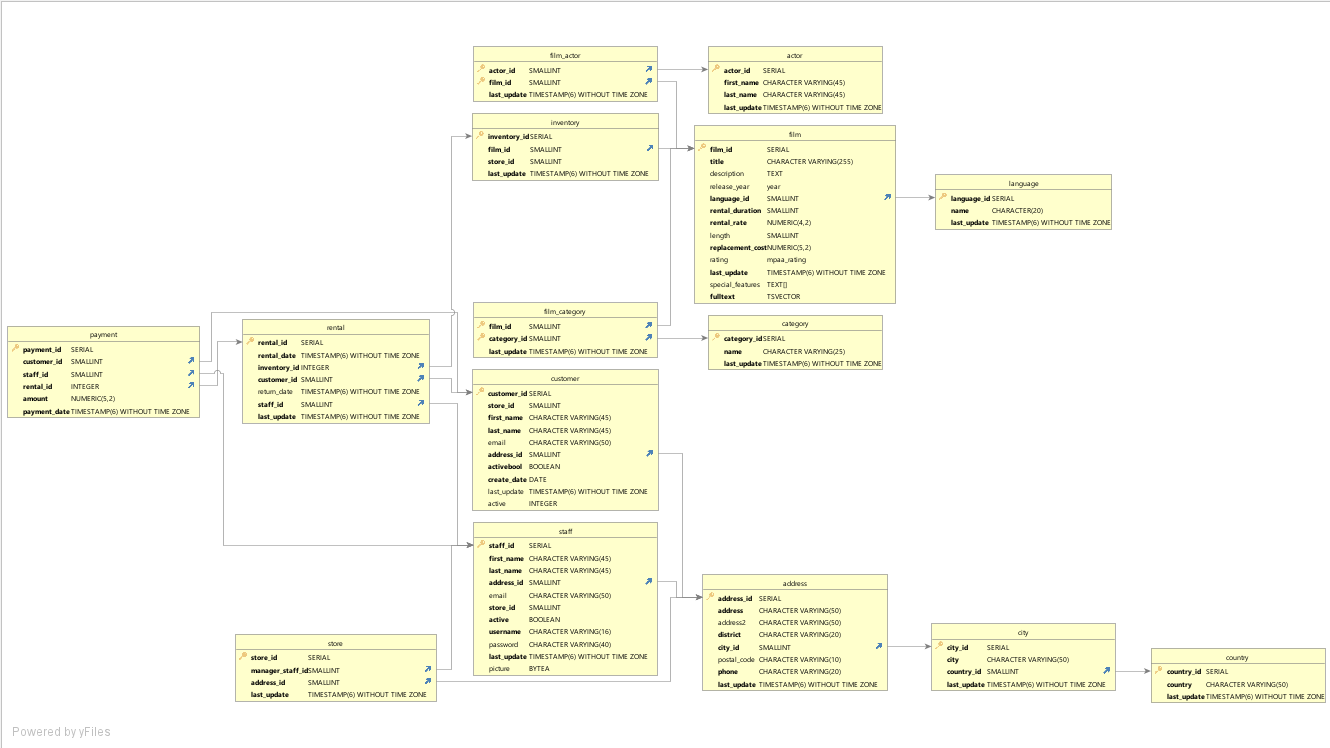 film_actor
actor_id SMALLINT
film_id SMALLINT
last_update TIMESTAMP(6) WITHOUT TIME ZONE
actor
actor_id SERIAL
first_name CHARACTER VARYING(45)
last_name CHARACTER VARYING(45)
last_update TIMESTAMP(6) WITHOUT TIME ZONE
inventory
inventory_id SERIAL
film_id SMALLINT
store_id SMALLINT
last_update TIMESTAMP(6) WITHOUT TIME ZONE
film
film_id SERIAL
title CHARACTER VARYING(255)
description TEXT
release_year year
language_id SMALLINT
rental_duration SMALLINT
rental_rate NUMERIC(4,2)
length SMALLINT
replacement_cost NUMERIC(5,2)
rating mpaa_rating
last_update TIMESTAMP(6) WITHOUT TIME ZONE
special_features TEXT[]
fulltext TSVECTOR
language
language_id SERIAL
name CHARACTER(20)
last_update TIMESTAMP(6) WITHOUT TIME ZONE
film_category
film_id SMALLINT
category_id SMALLINT
last_update TIMESTAMP(6) WITHOUT TIME ZONE
category
category_id SERIAL
name CHARACTER VARYING(25)
last_update TIMESTAMP(6) WITHOUT TIME ZONE
payment
payment_id SERIAL
customer_id SMALLINT
staff_id SMALLINT
rental_id INTEGER
amount NUMERIC(5,2)
payment_date TIMESTAMP(6) WITHOUT TIME ZONE
rental
rental_id SERIAL
rental_date TIMESTAMP(6) WITHOUT TIME ZONE
inventory_id INTEGER
customer_id SMALLINT
return_date TIMESTAMP(6) WITHOUT TIME ZONE
staff_id SMALLINT
last_update TIMESTAMP(6) WITHOUT TIME ZONE
customer
customer_id SERIAL
store_id SMALLINT
first_name CHARACTER VARYING(45)
last_name CHARACTER VARYING(45)
email CHARACTER VARYING(50)
address_id SMALLINT
activebool BOOLEAN
create_date DATE
last_update TIMESTAMP(6) WITHOUT TIME ZONE
active INTEGER
staff
staff_id SERIAL
first_name CHARACTER VARYING(45)
last_name CHARACTER VARYING(45)
address_id SMALLINT
email CHARACTER VARYING(50)
store_id SMALLINT
active BOOLEAN
username CHARACTER VARYING(16)
password CHARACTER VARYING(40)
last_update TIMESTAMP(6) WITHOUT TIME ZONE
picture BYTEA
store
store_id SERIAL
manager_staff_id SMALLINT
address_id SMALLINT
last_update TIMESTAMP(6) WITHOUT TIME ZONE
address
address_id SERIAL
address CHARACTER VARYING(50)
address2 CHARACTER VARYING(50)
district CHARACTER VARYING(20)
city_id SMALLINT
postal_code CHARACTER VARYING(10)
phone CHARACTER VARYING(20)
last_update TIMESTAMP(6) WITHOUT TIME ZONE
city
city_id SERIAL
city CHARACTER VARYING(50)
country_id SMALLINT
last_update TIMESTAMP(6) WITHOUT TIME ZONE
country
country_id SERIAL
country CHARACTER VARYING(50)
last_update TIMESTAMP(6) WITHOUT TIME ZONE
Powered by yFiles